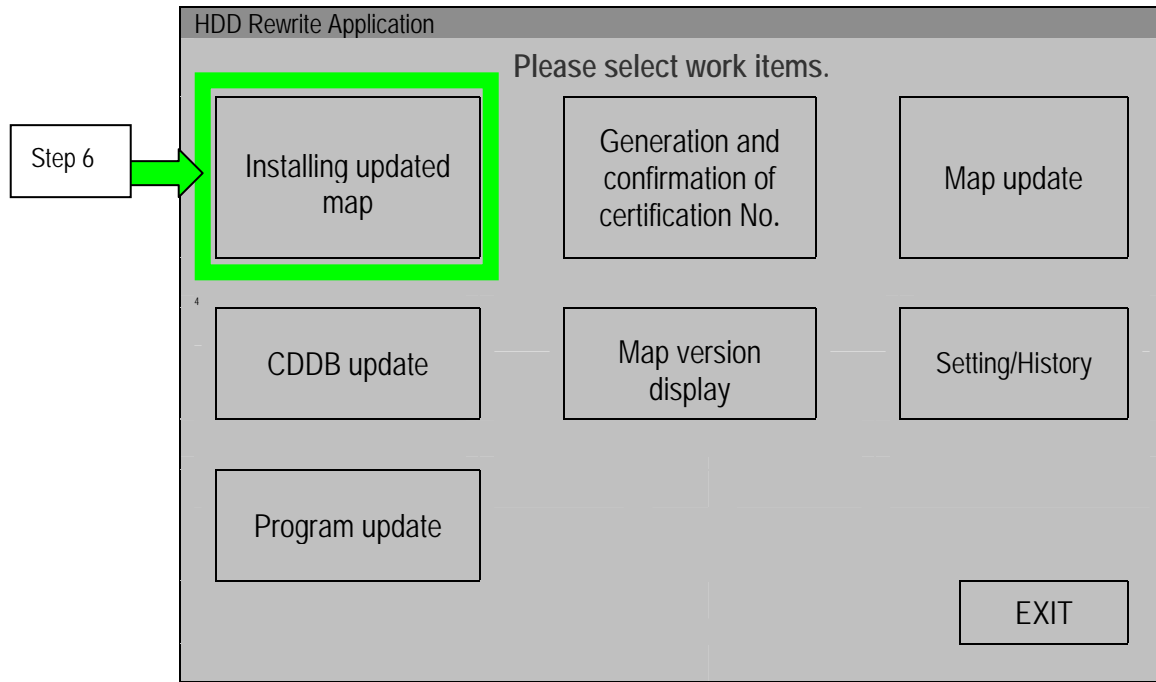 HDD Rewrite Application
Please select work items.
Step 6
Installing updated
map
Generation and
confirmation of
certification No.
Map update
4
CDDB update
Map version
display
Setting/History
Program update
EXIT